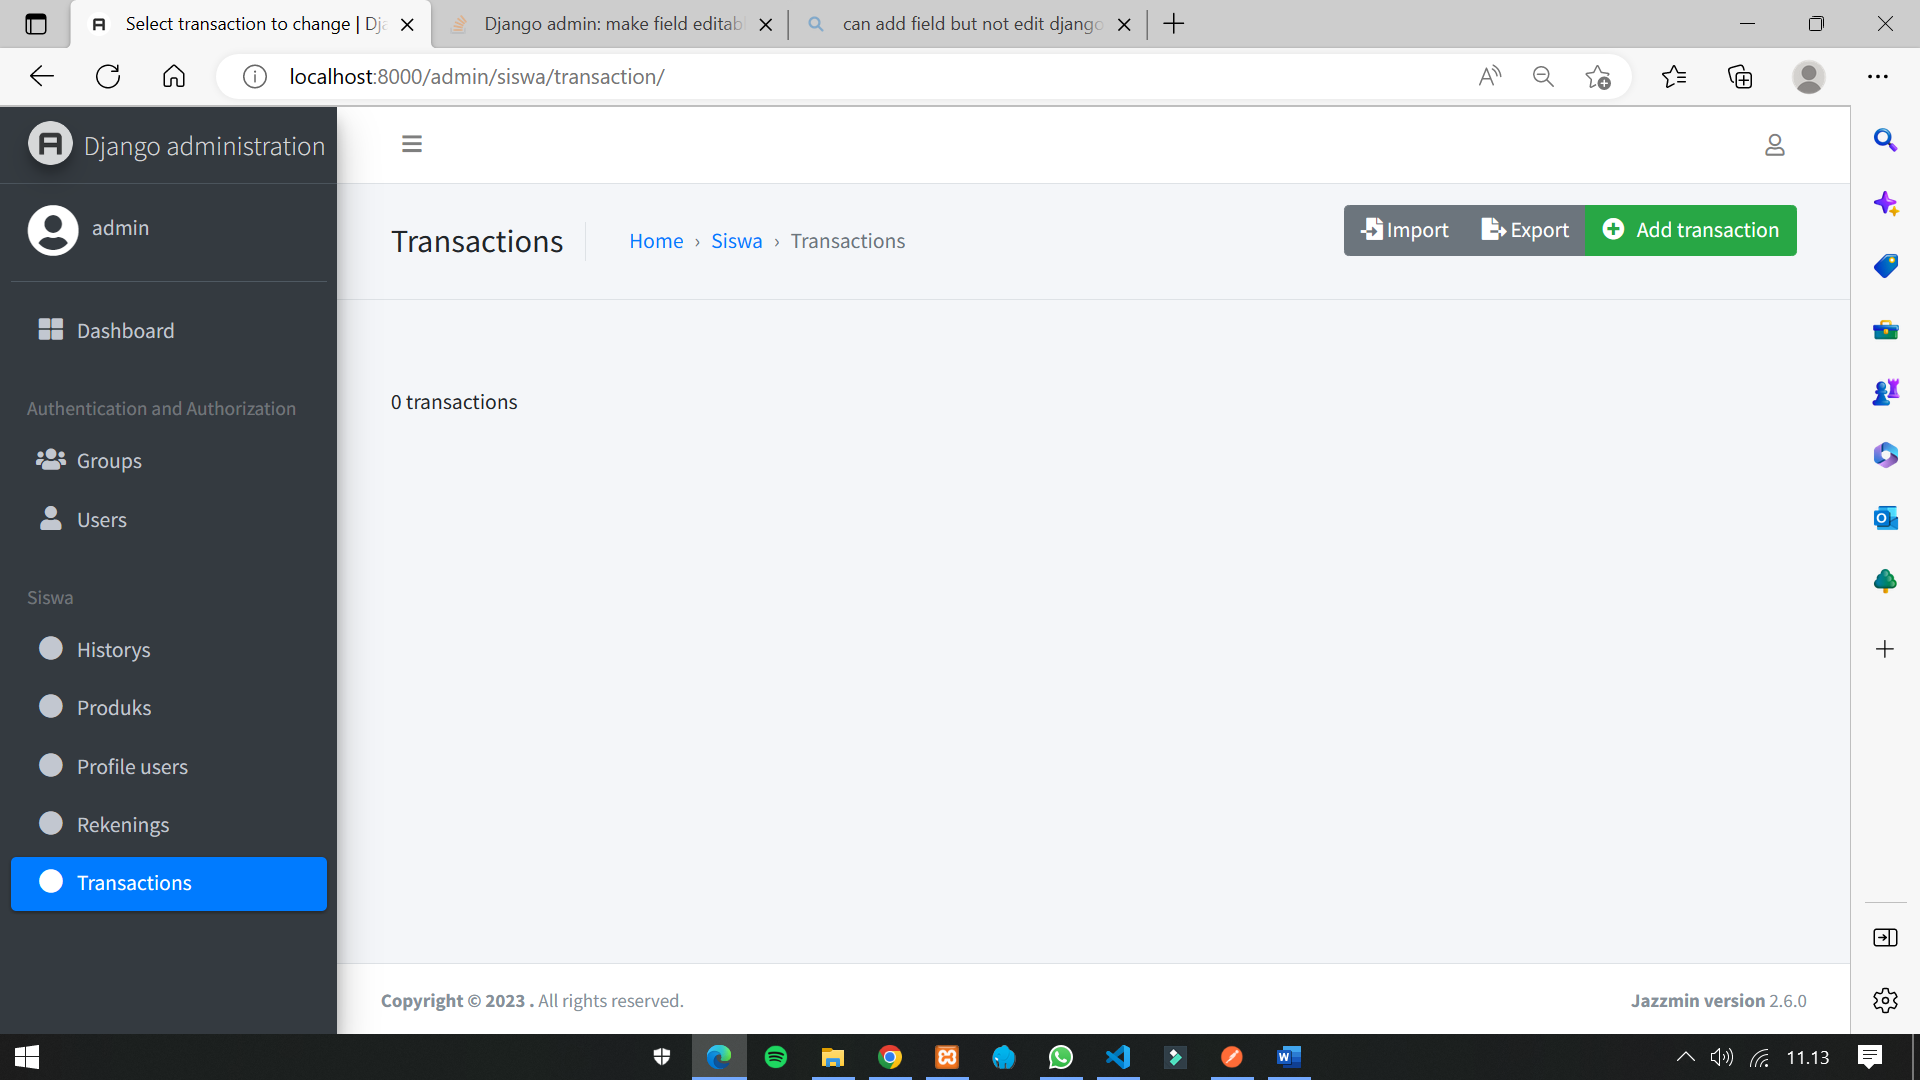 Select transaction to change | Dja
Django admin: make field editab
can add field but not edit django
localhost:8000/admin/siswa/transaction/
Django administration
admin
Dashboard
Authentication and Authorization
Groups
Users
Siswa
Historys
Produks
Profile users
Rekenings
Transactions
Transactions
Home › Siswa › Transactions
Import
Export
Add transaction
0 transactions
Copyright © 2023 . All rights reserved.
Jazzmin version 2.6.0
11.13